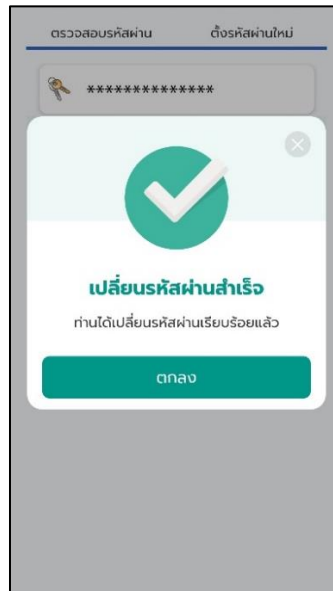 ตรวจสอบรหัสผ่าน ตั้งรหัสผ่านใหม่
**************
เปลี่ยนรหัสผ่านสำเร็จ
ท่านได้เปลี่ยนรหัสผ่านเรียบร้อยแล้ว
ตกลง